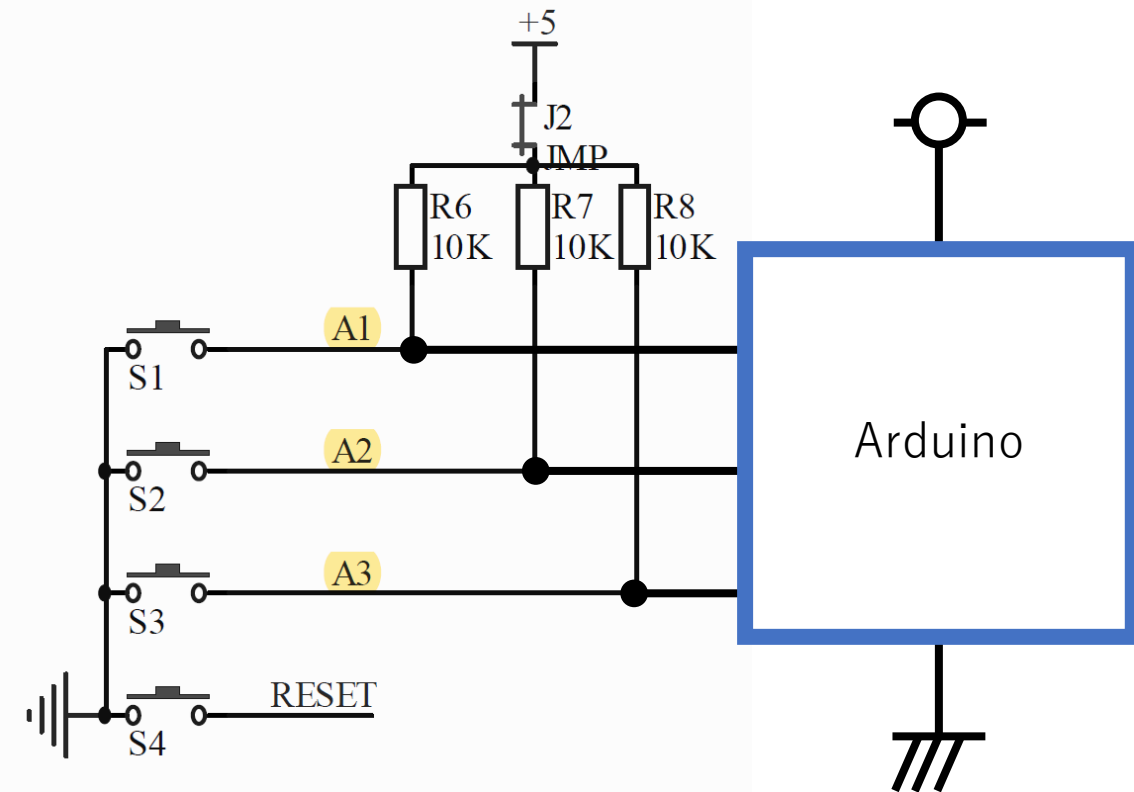 +5
J2
JMP
R6
10K
R7
10K
R8
10K
A1
S1
A2
S2
A3
S3
RESET
S4
Arduino